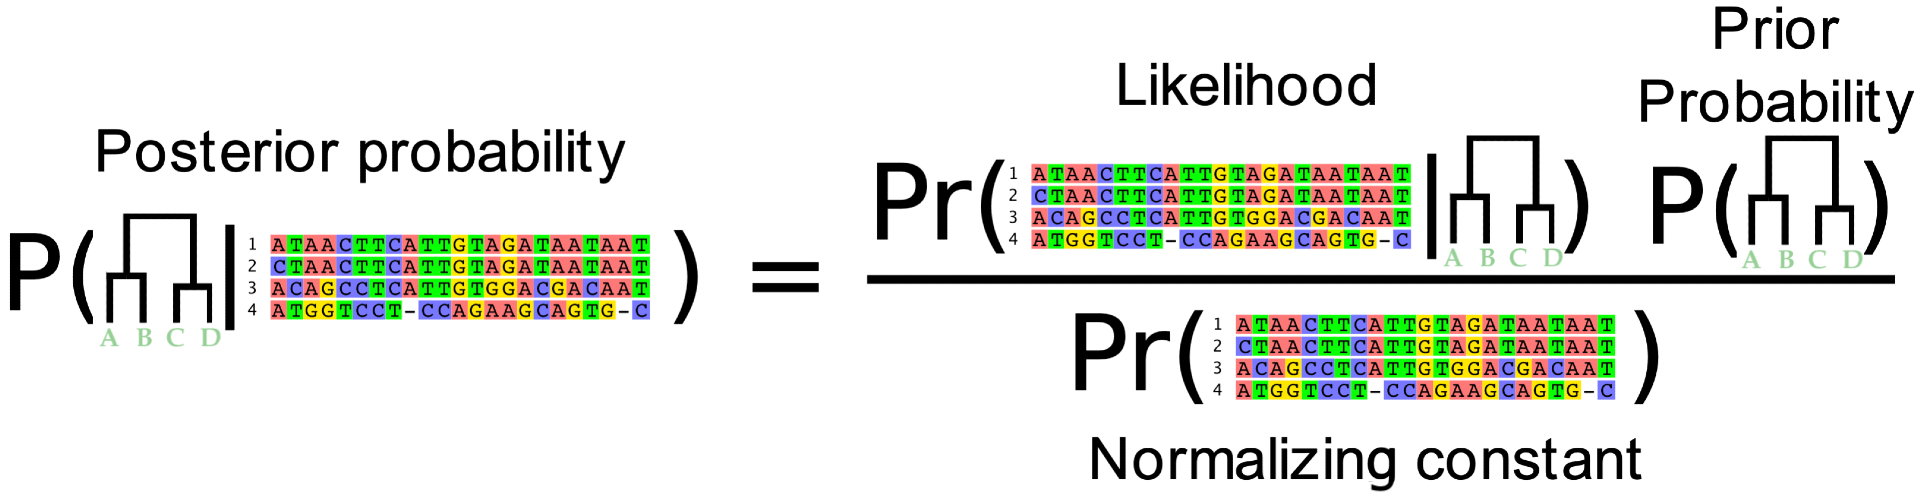 Posterior probability
P(
A B C D
|
1 ATAACTTCATTGTAGATAATAAT
2 CTAACTTCATTGTAGATAATAAT
3 ACAGCCTCATTGTGGACGACAAT
4 ATGGTCCT-CCAGAAGCAGTG-C
)
=
Likelihood
Pr(
1 ATAACTTCATTGTAGATAATAAT
2 CTAACTTCATTGTAGATAATAAT
3 ACAGCCTCATTGTGGACGACAAT
4 ATGGTCCT-CCAGAAGCAGTG-C
|
A B C D
)
Prior
Probability
P(
A B C D
)
Pr(
1 ATAACTTCATTGTAGATAATAAT
2 CTAACTTCATTGTAGATAATAAT
3 ACAGCCTCATTGTGGACGACAAT
4 ATGGTCCT-CCAGAAGCAGTG-C
)
Normalizing constant